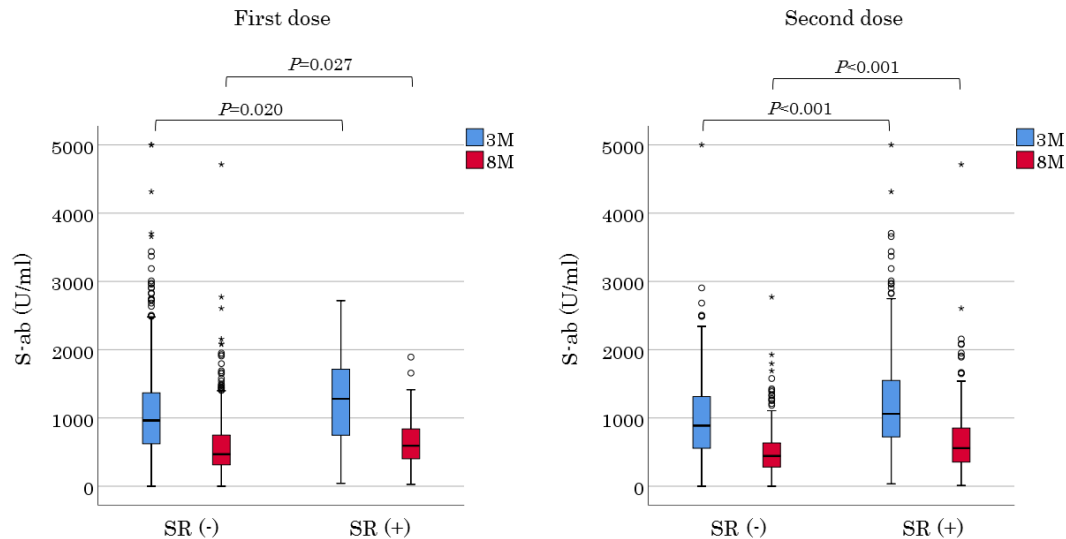 First dose
P=0.027
P=0.020
3M
8M
5000
4000
3000
2000
1000
0
S-ab (U/ml)
SR (-)
SR (+)
Second dose
P<0.001
P<0.001
3M
8M
5000
4000
3000
2000
1000
0
S-ab (U/ml)
SR (-)
SR (+)